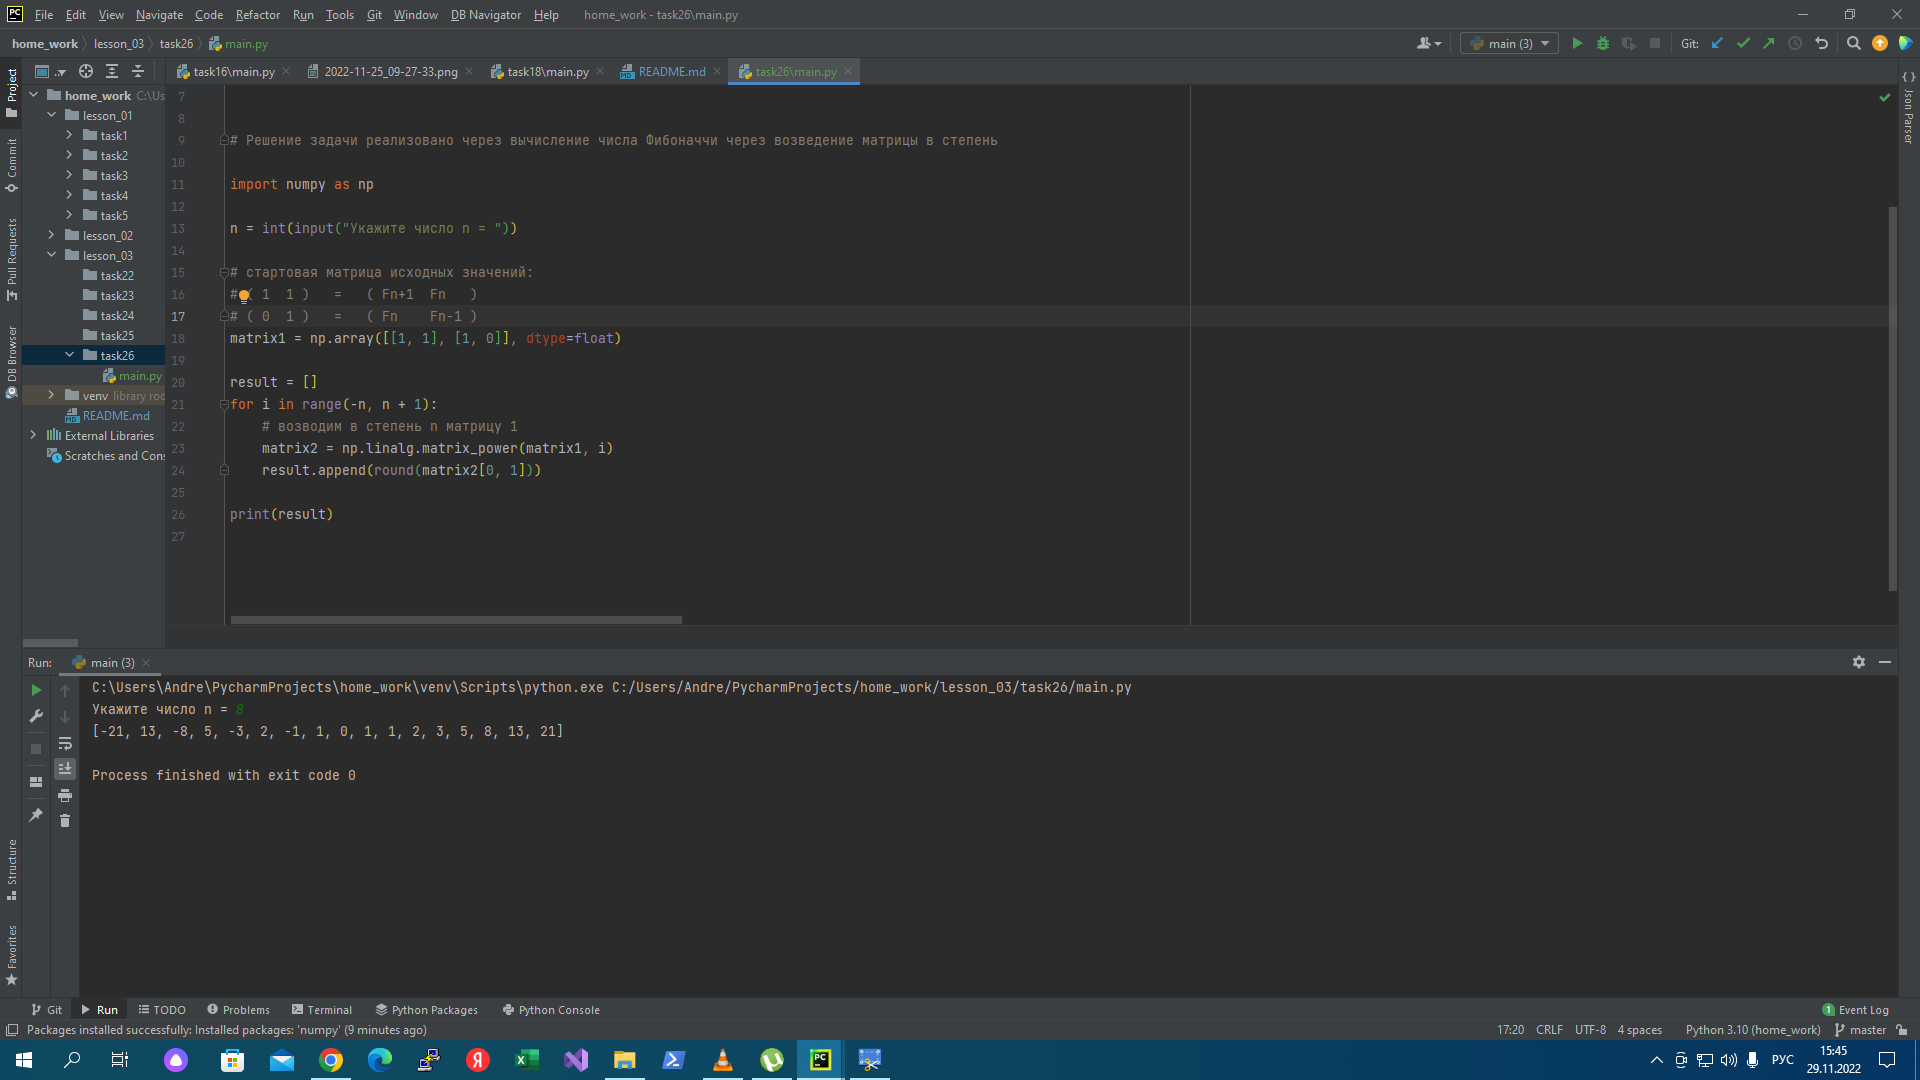 File Edit View Navigate Code Refactor Run Tools Git Window DB Navigator Help home_work - task26\main.py
home_work lesson_03 task26 main.py main (3) Git:
task16\main.py 2022-11-25_09-27-33.png task18\main.py README.md task26\main.py
Project
Commit
Pull Requests
DB Browser
Structure
Favorites
Json Parser
home_work C:\Us
lesson_01
task1
task2
task3
task4
task5
lesson_02
lesson_03
task22
task23
task24
task25
task26
main.py
venv library roo
README.md
External Libraries
Scratches and Cons
7
8
9 # Решение задачи реализовано через вычисление числа Фибоначчи через возведение матрицы в степень
10
11 import numpy as np
12
13 n = int(input("Укажите число n = "))
14
15 # стартовая матрица исходных значений:
16 # ( 1 1 ) = ( Fn+1 Fn )
17 # ( 0 1 ) = ( Fn Fn-1 )
18 matrix1 = np.array([[1, 1], [1, 0]], dtype=float)
19
20 result = []
21 for i in range(-n, n + 1):
22 # возводим в степень n матрицу 1
23 matrix2 = np.linalg.matrix_power(matrix1, i)
24 result.append(round(matrix2[0, 1]))
25
26 print(result)
27
Run: main (3)
C:\Users\Andre\PycharmProjects\home_work\venv\Scripts\python.exe C:/Users/Andre/PycharmProjects/home_work/lesson_03/task26/main.py
Укажите число n = 8
[-21, 13, -8, 5, -3, 2, -1, 1, 0, 1, 1, 2, 3, 5, 8, 13, 21]
Process finished with exit code 0
Git Run TODO Problems Terminal Python Packages Python Console 1 Event Log
Packages installed successfully: Installed packages: 'numpy' (9 minutes ago) 17:20 CRLF UTF-8 4 spaces Python 3.10 (home_work) master
РУС 15:45
29.11.2022